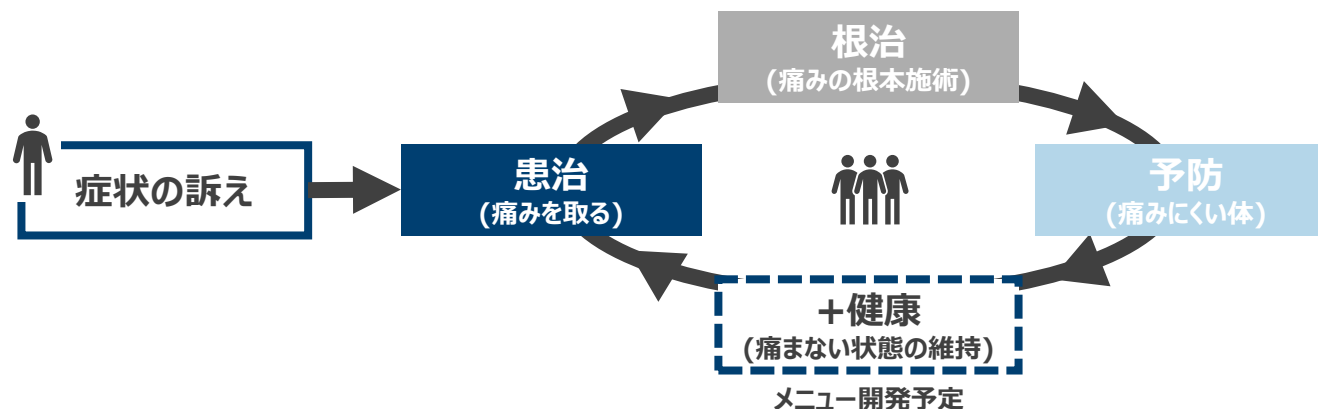 根治
(痛みの根本施術)
症状の訴え
患治
(痛みを取る)
予防
(痛みにくい体)
+健康
(痛まない状態の維持)
メニュー開発予定